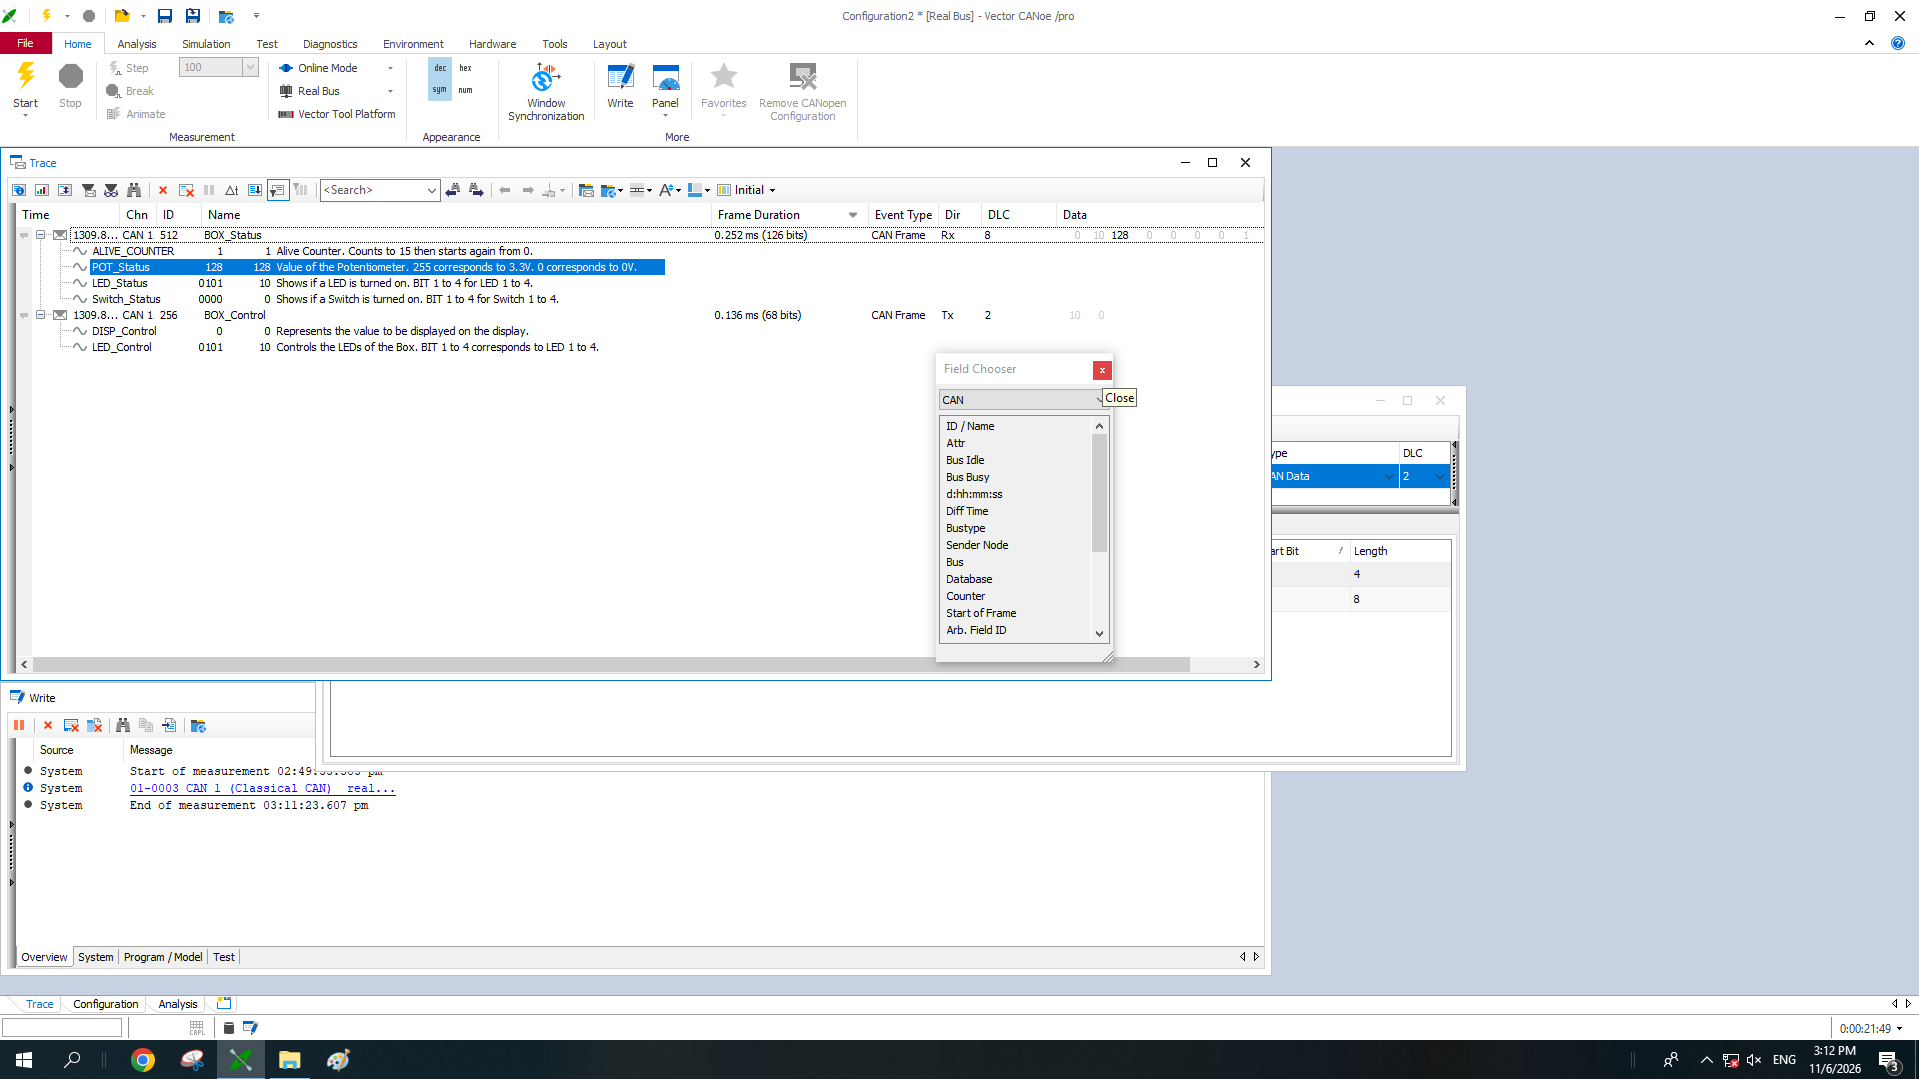 Configuration2 * [Real Bus] - Vector CANoe /pro
File Home Analysis Simulation Test Diagnostics Environment Hardware Tools Layout
Start
Stop
Step
100
Break
Animate
Online Mode
Real Bus
Vector Tool Platform
Measurement
dec hex
sym num
Appearance
Window Synchronization
Write
Panel
Favorites
Remove CANopen Configuration
More
Trace
<Search>
Δt
Initial
Time Chn ID Name Frame Duration Event Type Dir DLC Data
1309.8... CAN 1 512 BOX_Status 0.252 ms (126 bits) CAN Frame Rx 8 0 10 128 0 0 0 0 1
ALIVE_COUNTER 1 1 Alive Counter. Counts to 15 then starts again from 0.
POT_Status 128 128 Value of the Potentiometer. 255 corresponds to 3.3V. 0 corresponds to 0V.
LED_Status 0101 10 Shows if a LED is turned on. BIT 1 to 4 for LED 1 to 4.
Switch_Status 0000 0 Shows if a Switch is turned on. BIT 1 to 4 for Switch 1 to 4.
1309.8... CAN 1 256 BOX_Control 0.136 ms (68 bits) CAN Frame Tx 2 10 0
DISP_Control 0 0 Represents the value to be displayed on the display.
LED_Control 0101 10 Controls the LEDs of the Box. BIT 1 to 4 corresponds to LED 1 to 4.
Field Chooser
x
Close
CAN
ID / Name
Attr
Bus Idle
Bus Busy
d:hh:mm:ss
Diff Time
Bustype
Sender Node
Bus
Database
Counter
Start of Frame
Arb. Field ID
ype DLC
AN Data 2
art Bit Length
4
8
Write
Source Message
System Start of measurement 02:49:
System 01-0003 CAN 1 (Classical CAN) real...
System End of measurement 03:11:23.607 pm
Overview System Program / Model Test
Trace Configuration Analysis
CAPL
0:00:21:49
ENG
3:12 PM
11/6/2026
3